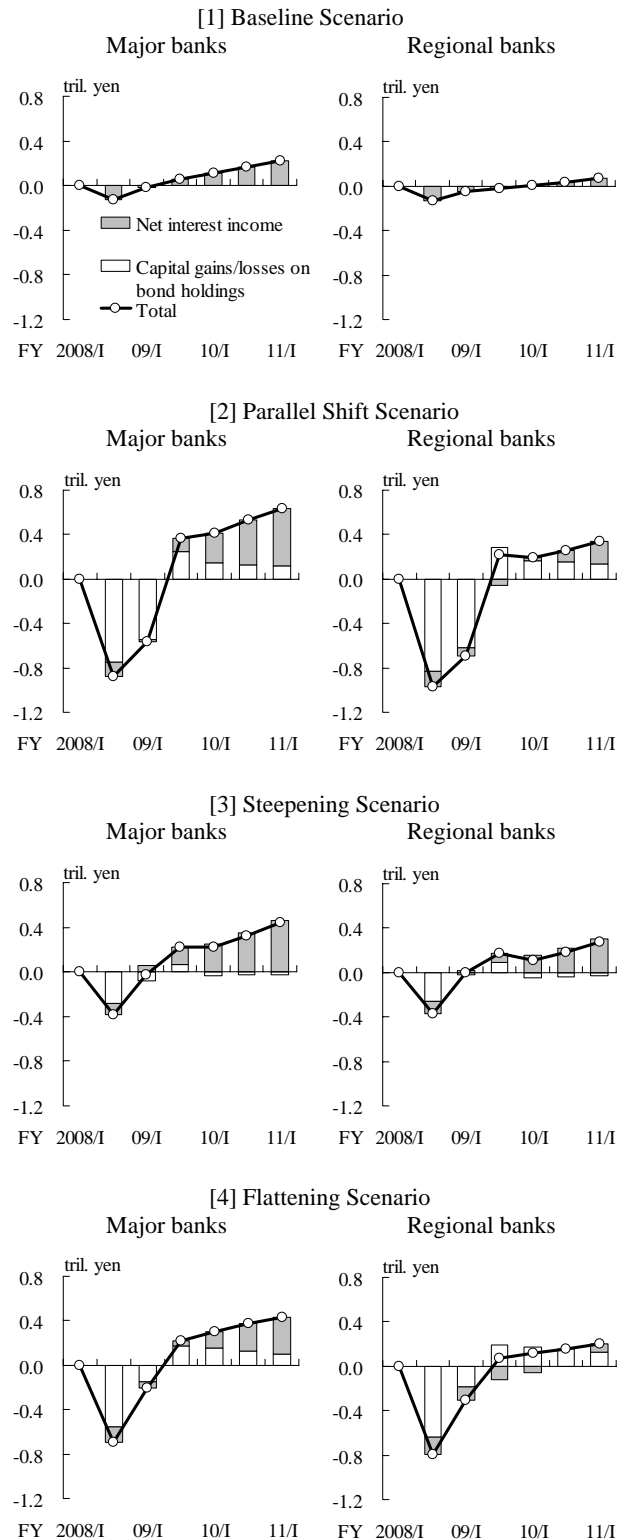 [1] Baseline Scenario
Major banks Regional banks
tril. yen
0.8
0.4
0.0
-0.4
-0.8
-1.2
Net interest income
Capital gains/losses on
bond holdings
Total
FY 2008/I 09/I 10/I 11/I
tril. yen
0.8
0.4
0.0
-0.4
-0.8
-1.2
FY 2008/I 09/I 10/I 11/I
[2] Parallel Shift Scenario
Major banks Regional banks
tril. yen
0.8
0.4
0.0
-0.4
-0.8
-1.2
FY 2008/I 09/I 10/I 11/I
tril. yen
0.8
0.4
0.0
-0.4
-0.8
-1.2
FY 2008/I 09/I 10/I 11/I
[3] Steepening Scenario
Major banks Regional banks
tril. yen
0.8
0.4
0.0
-0.4
-0.8
-1.2
FY 2008/I 09/I 10/I 11/I
tril. yen
0.8
0.4
0.0
-0.4
-0.8
-1.2
FY 2008/I 09/I 10/I 11/I
[4] Flattening Scenario
Major banks Regional banks
tril. yen
0.8
0.4
0.0
-0.4
-0.8
-1.2
FY 2008/I 09/I 10/I 11/I
tril. yen
0.8
0.4
0.0
-0.4
-0.8
-1.2
FY 2008/I 09/I 10/I 11/I